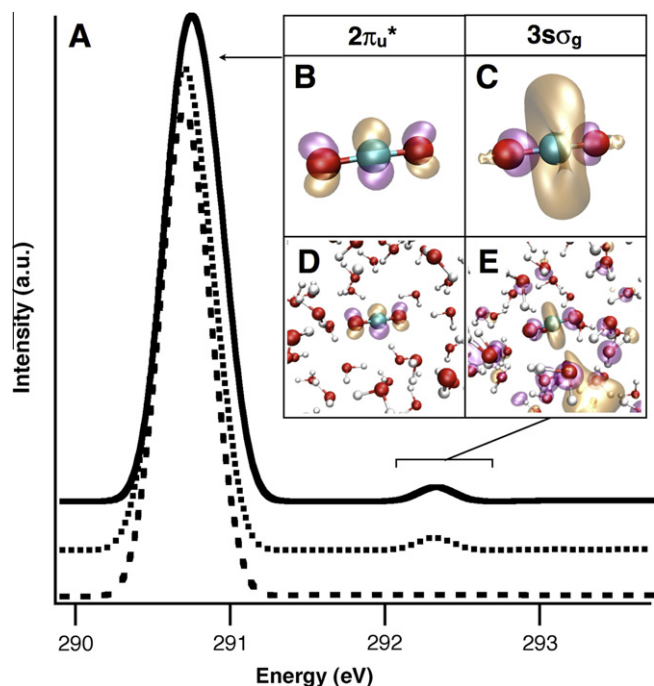 A
2πu*
3sσg
B
C
D
E
Intensity (a.u.)
290
291
292
293
Energy (eV)